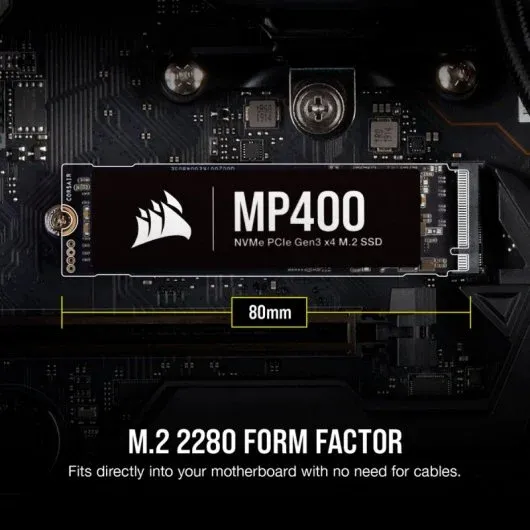 CORSAIR
MP400
NVMe PCIe Gen3 x4 M.2 SSD
80mm
M.2 2280 FORM FACTOR
Fits directly into your motherboard with no need for cables.